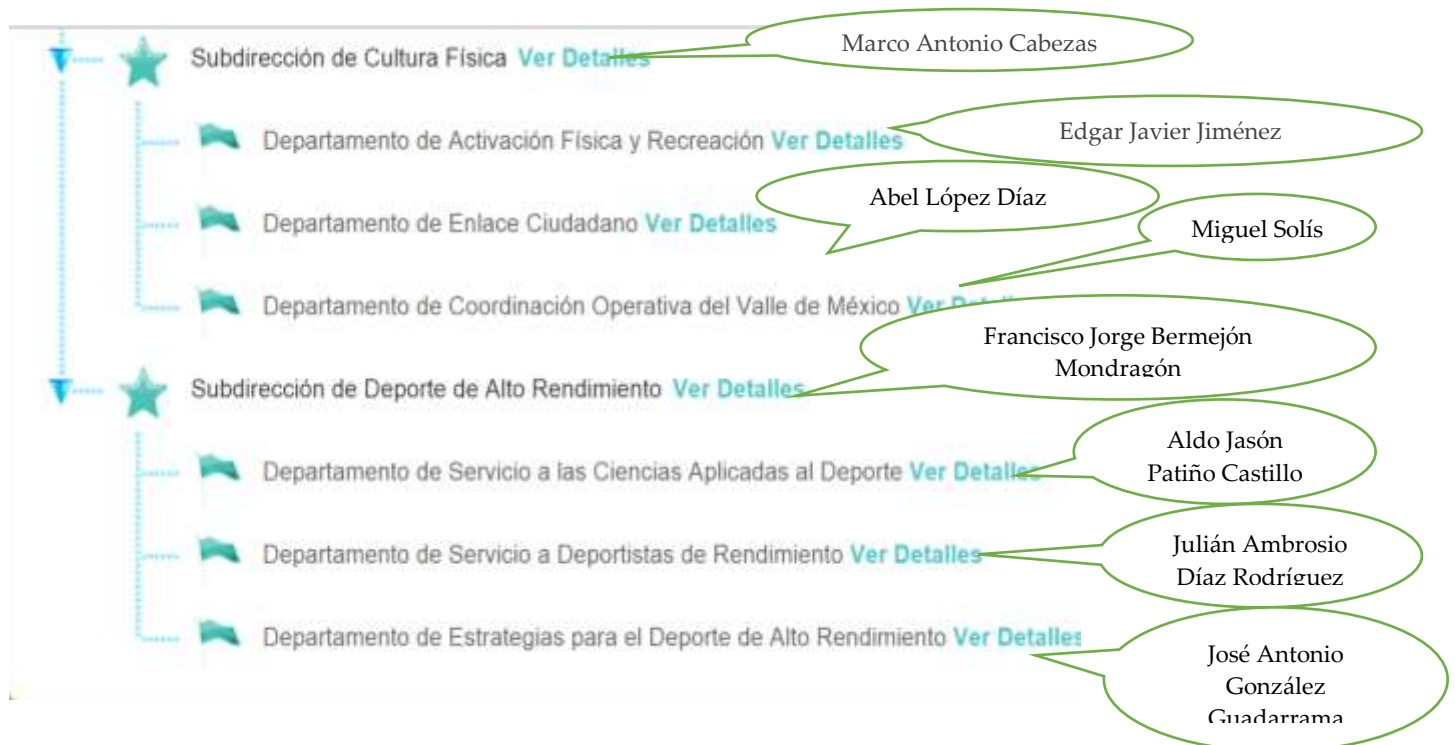 Marco Antonio Cabezas
Subdirección de Cultura Física Ver Detalles
Edgar Javier Jiménez
Departamento de Activación Física y Recreación Ver Detalles
Abel López Díaz
Departamento de Enlace Ciudadano Ver Detalles
Miguel Solís
Departamento de Coordinación Operativa del Valle de México Ver Detalles
Francisco Jorge Bermejón
Mondragón
Subdirección de Deporte de Alto Rendimiento Ver Detalles
Aldo Jasón
Patiño Castillo
Departamento de Servicio a las Ciencias Aplicadas al Deporte Ver Detalles
Julián Ambrosio
Díaz Rodríguez
Departamento de Servicio a Deportistas de Rendimiento Ver Detalles
Departamento de Estrategias para el Deporte de Alto Rendimiento Ver Detalles
José Antonio
González
Guadarrama